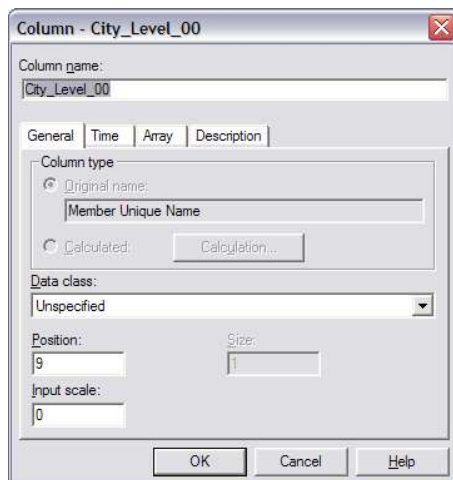 Column - City_Level_00
Column name:
City_Level_00
General Time Array Description
Column type
Original name:
Member Unique Name
Calculated: Calculation...
Data class:
Unspecified
Position: Size:
9 1
Input scale:
0
OK Cancel Help